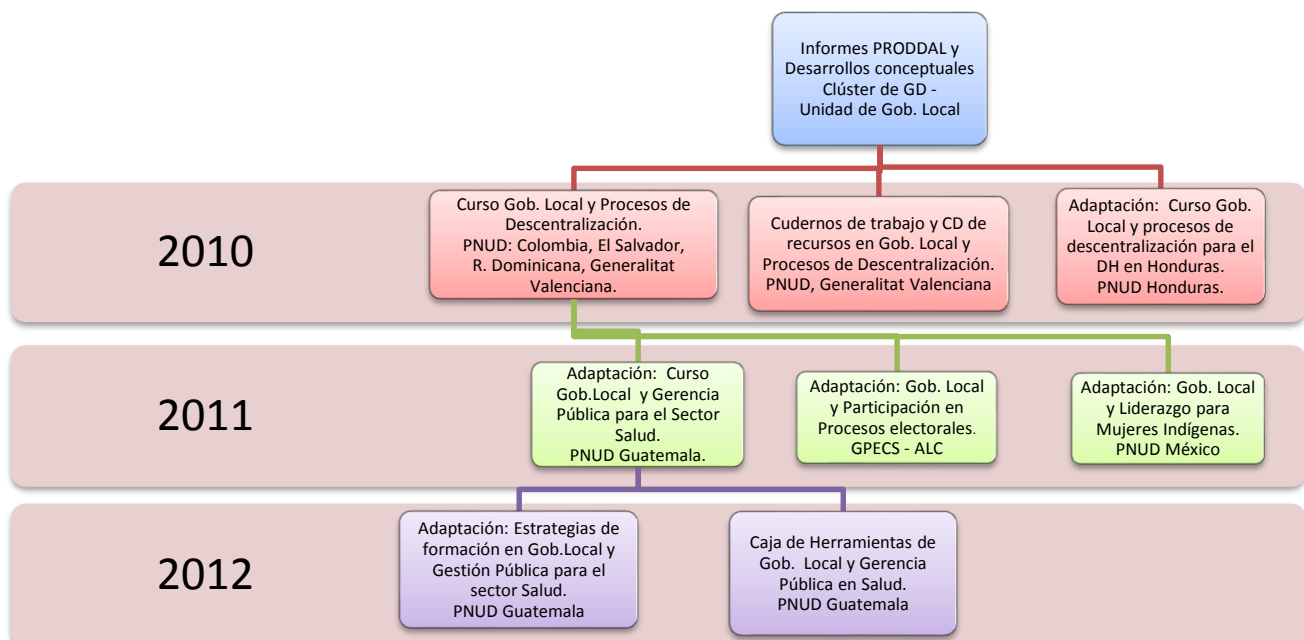 Informes PRODDAL y
Desarrollos conceptuales
Clúster de GD -
Unidad de Gob. Local
2010
Curso Gob. Local y Procesos de
Descentralización.
PNUD: Colombia, El Salvador,
R. Dominicana, Generalitat
Valenciana.
Cudernos de trabajo y CD de
recursos en Gob. Local y
Procesos de Descentralización.
PNUD, Generalitat Valenciana
Adaptación: Curso Gob.
Local y procesos de
descentralización para el
DH en Honduras.
PNUD Honduras.
2011
Adaptación: Curso
Gob.Local y Gerencia
Pública para el Sector
Salud.
PNUD Guatemala.
Adaptación: Gob. Local
y Participación en
Procesos electorales.
GPECS - ALC
Adaptación: Gob. Local
y Liderazgo para
Mujeres Indígenas.
PNUD México
2012
Adaptación: Estrategias de
formación en Gob.Local y
Gestión Pública para el
sector Salud.
PNUD Guatemala
Caja de Herramientas de
Gob. Local y Gerencia
Pública en Salud.
PNUD Guatemala